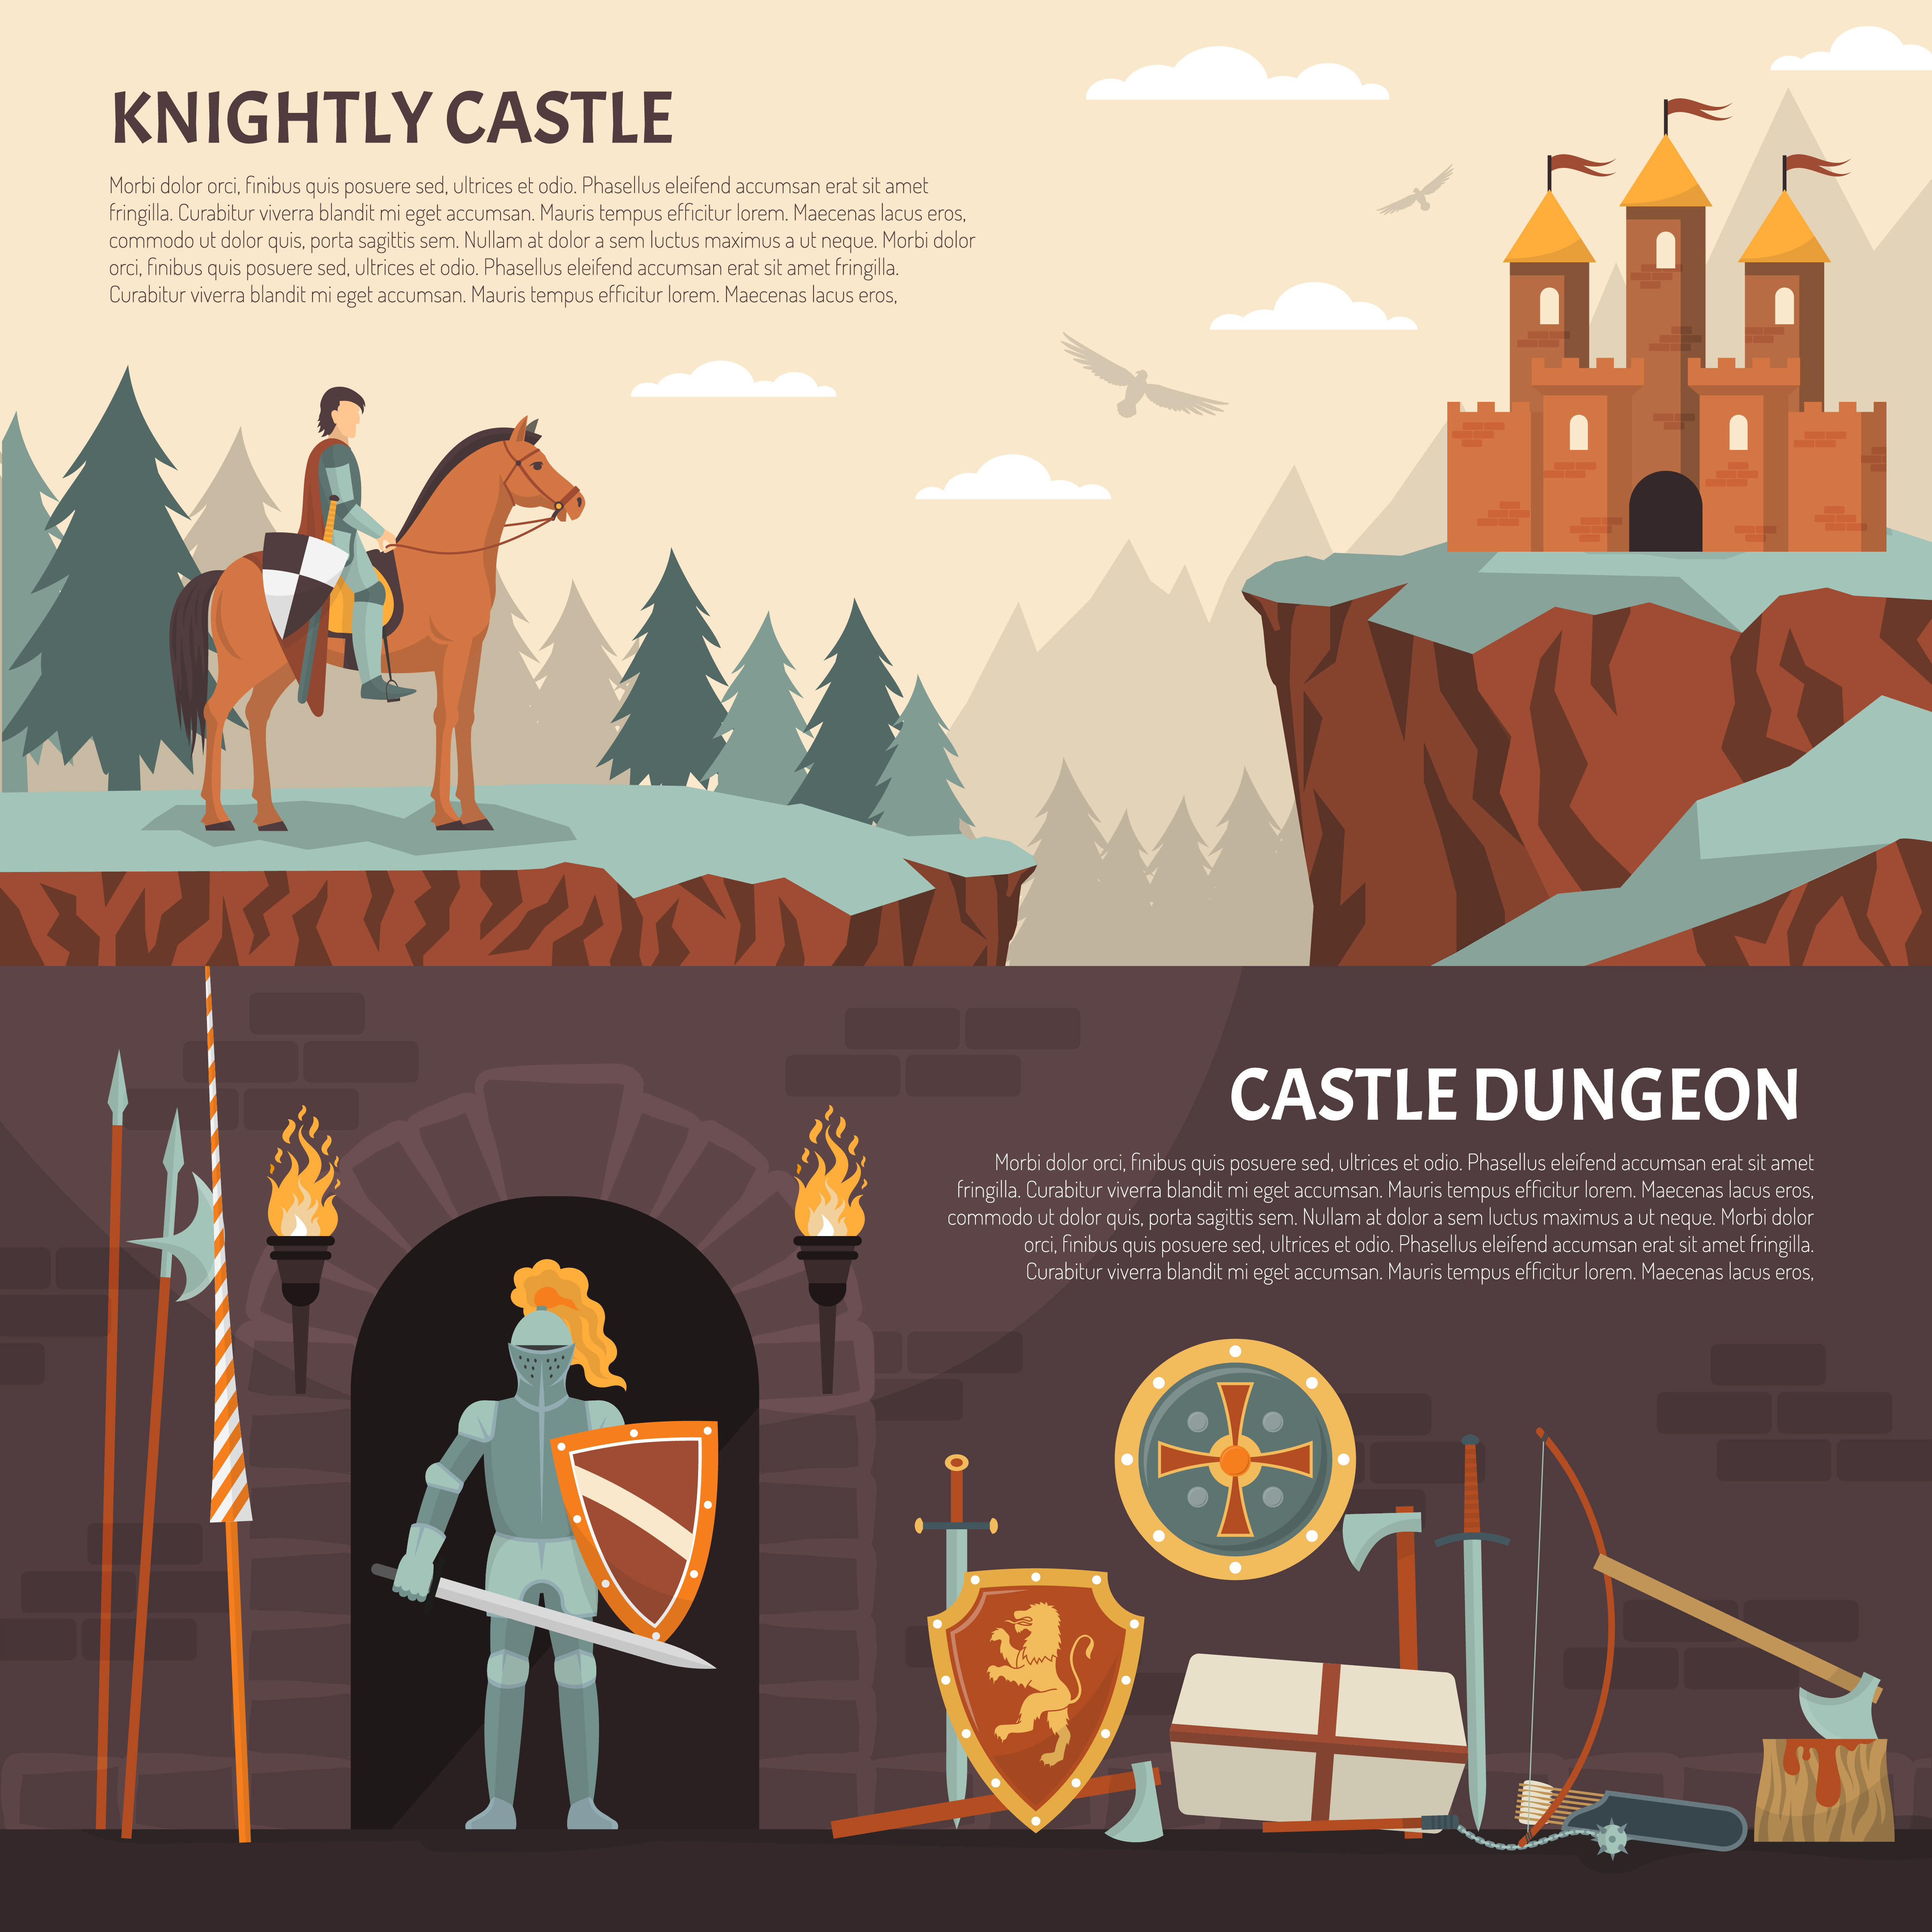 KNIGHTLY CASTLE
Morbi dolor orci, finibus quis posuere sed, ultrices et odio. Phasellus eleifend accumsan erat sit amet
fringilla. Curabitur viverra blandit mi eget accumsan. Mauris tempus efficitur lorem. Maecenas lacus eros,
commodo ut dolor quis, porta sagittis sem. Nullam at dolor a sem luctus maximus a ut neque. Morbi dolor
orci, finibus quis posuere sed, ultrices et odio. Phasellus eleifend accumsan erat sit amet fringilla.
Curabitur viverra blandit mi eget accumsan. Mauris tempus efficitur lorem. Maecenas lacus eros,
CASTLE DUNGEON
Morbi dolor orci, finibus quis posuere sed, ultrices et odio. Phasellus eleifend accumsan erat sit amet
fringilla. Curabitur viverra blandit mi eget accumsan. Mauris tempus efficitur lorem. Maecenas lacus eros,
commodo ut dolor quis, porta sagittis sem. Nullam at dolor a sem luctus maximus a ut neque. Morbi dolor
orci, finibus quis posuere sed, ultrices et odio. Phasellus eleifend accumsan erat sit amet fringilla.
Curabitur viverra blandit mi eget accumsan. Mauris tempus efficitur lorem. Maecenas lacus eros,